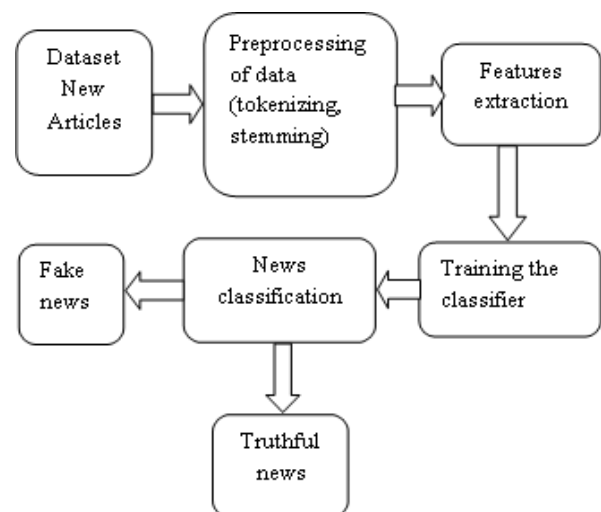 Dataset
New
Articles
Preprocessing
of data
(tokenizing,
stemming)
Features
extraction
Training the
classifier
News
classification
Fake
news
Truthful
news